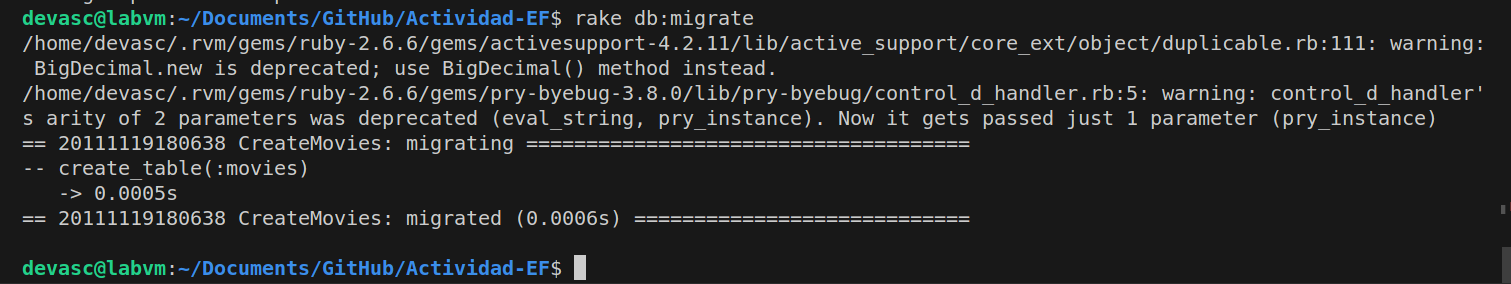 devasc@labvm:~/Documents/GitHub/Actividad-EF$ rake db:migrate
/home/devasc/.rvm/gems/ruby-2.6.6/gems/activesupport-4.2.11/lib/active_support/core_ext/object/duplicable.rb:111: warning:
 BigDecimal.new is deprecated; use BigDecimal() method instead.
/home/devasc/.rvm/gems/ruby-2.6.6/gems/pry-byebug-3.8.0/lib/pry-byebug/control_d_handler.rb:5: warning: control_d_handler'
s arity of 2 parameters was deprecated (eval_string, pry_instance). Now it gets passed just 1 parameter (pry_instance)
== 20111119180638 CreateMovies: migrating =====================================
-- create_table(:movies)
   -> 0.0005s
== 20111119180638 CreateMovies: migrated (0.0006s) ============================
devasc@labvm:~/Documents/GitHub/Actividad-EF$